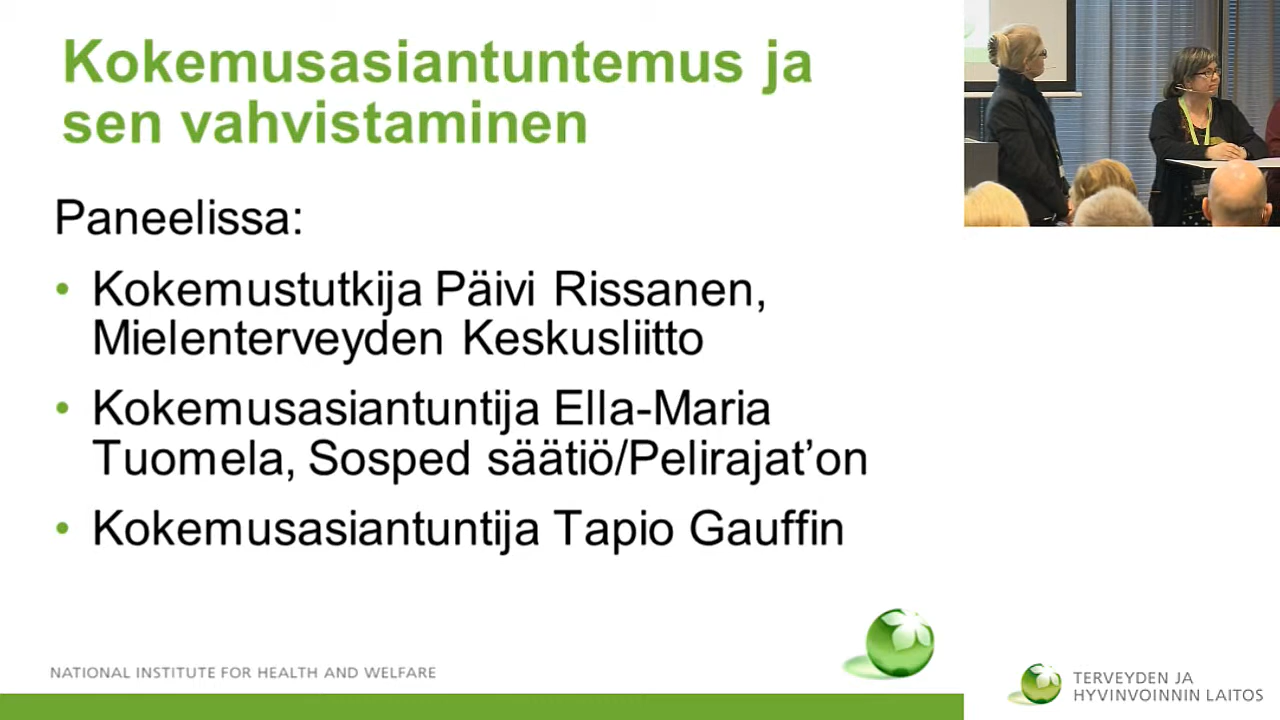 Kokemusasiantuntemus ja
sen vahvistaminen
Paneelissa:
• Kokemustutkija Päivi Rissanen,
Mielenterveyden Keskusliitto
• Kokemusasiantuntija Ella-Maria
Tuomela, Sosped säätiö/Pelirajat’on
• Kokemusasiantuntija Tapio Gauffin
NATIONAL INSTITUTE FOR HEALTH AND WELFARE
TERVEYDEN JA
HYVINVOINNIN LAITOS